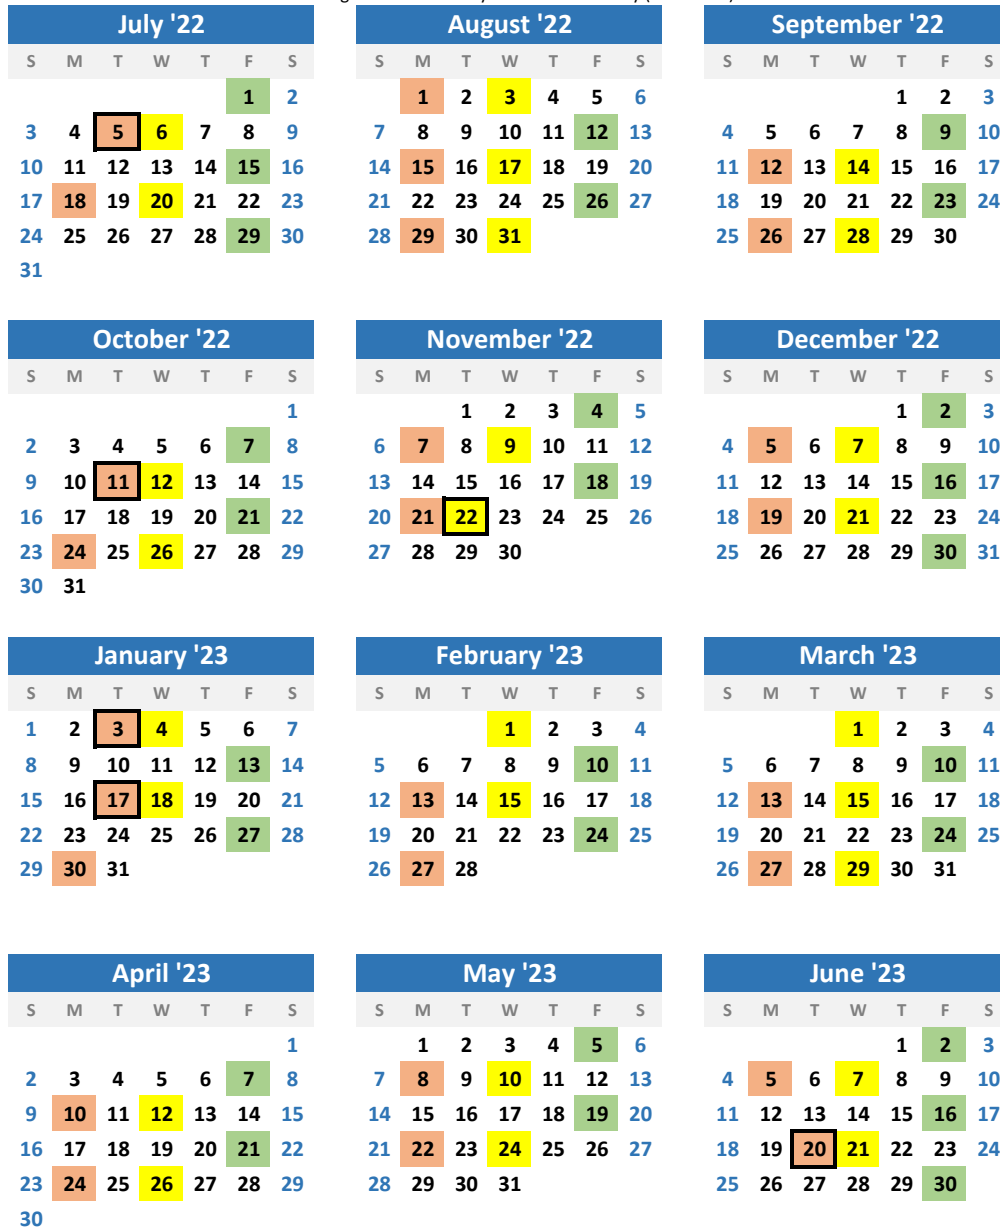 July '22 August '22 September '22
S M T W T F S S M T W T F S S M T W T F S
1 2 1 2 3 4 5 6 1 2 3
3 4 5 6 7 8 9 7 8 9 10 11 12 13 4 5 6 7 8 9 10
10 11 12 13 14 15 16 14 15 16 17 18 19 20 11 12 13 14 15 16 17
17 18 19 20 21 22 23 21 22 23 24 25 26 27 18 19 20 21 22 23 24
24 25 26 27 28 29 30 28 29 30 31 25 26 27 28 29 30
31
October '22 November '22 December '22
S M T W T F S S M T W T F S S M T W T F S
1 1 2 3 4 5 1 2 3
2 3 4 5 6 7 8 6 7 8 9 10 11 12 4 5 6 7 8 9 10
9 10 11 12 13 14 15 13 14 15 16 17 18 19 11 12 13 14 15 16 17
16 17 18 19 20 21 22 20 21 22 23 24 25 26 18 19 20 21 22 23 24
23 24 25 26 27 28 29 27 28 29 30 25 26 27 28 29 30 31
30 31
January '23 February '23 March '23
S M T W T F S S M T W T F S S M T W T F S
1 2 3 4 5 6 7 1 2 3 4 1 2 3 4
8 9 10 11 12 13 14 5 6 7 8 9 10 11 5 6 7 8 9 10 11
15 16 17 18 19 20 21 12 13 14 15 16 17 18 12 13 14 15 16 17 18
22 23 24 25 26 27 28 19 20 21 22 23 24 25 19 20 21 22 23 24 25
29 30 31 26 27 28 26 27 28 29 30 31
April '23 May '23 June '23
S M T W T F S S M T W T F S S M T W T F S
1 1 2 3 4 5 6 1 2 3
2 3 4 5 6 7 8 7 8 9 10 11 12 13 4 5 6 7 8 9 10
9 10 11 12 13 14 15 14 15 16 17 18 19 20 11 12 13 14 15 16 17
16 17 18 19 20 21 22 21 22 23 24 25 26 27 18 19 20 21 22 23 24
23 24 25 26 27 28 29 28 29 30 31 25 26 27 28 29 30
30